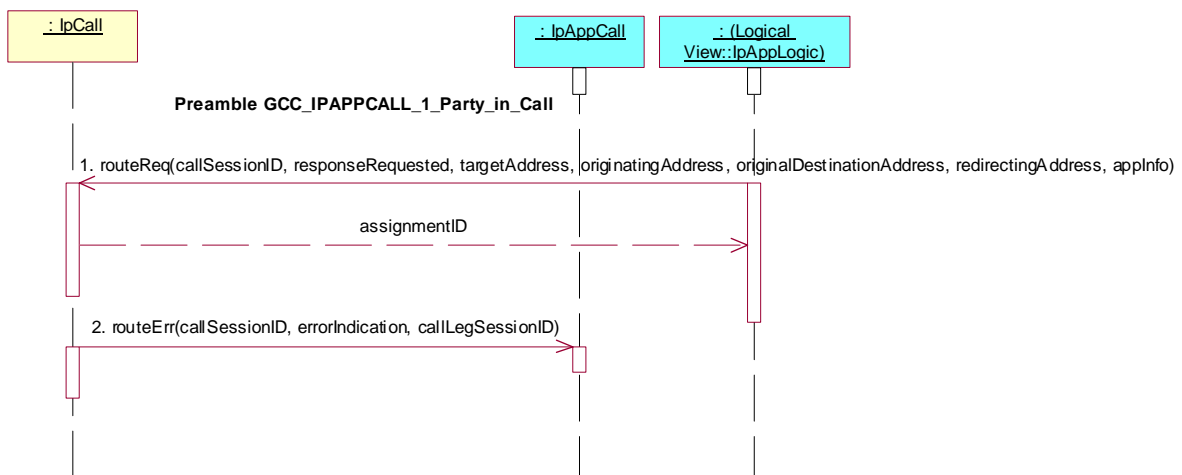 : IpCall
: IpAppCall
: (Logical
View::IpAppLogic)
Preamble GCC_IPAPPCALL_1_Party_in_Call
1. routeReq(callSessionID, responseRequested, targetAddress, originatingAddress, originalDestinationAddress, redirectingAddress, appInfo)
assignmentID
2. routeErr(callSessionID, errorIndication, callLegSessionID)